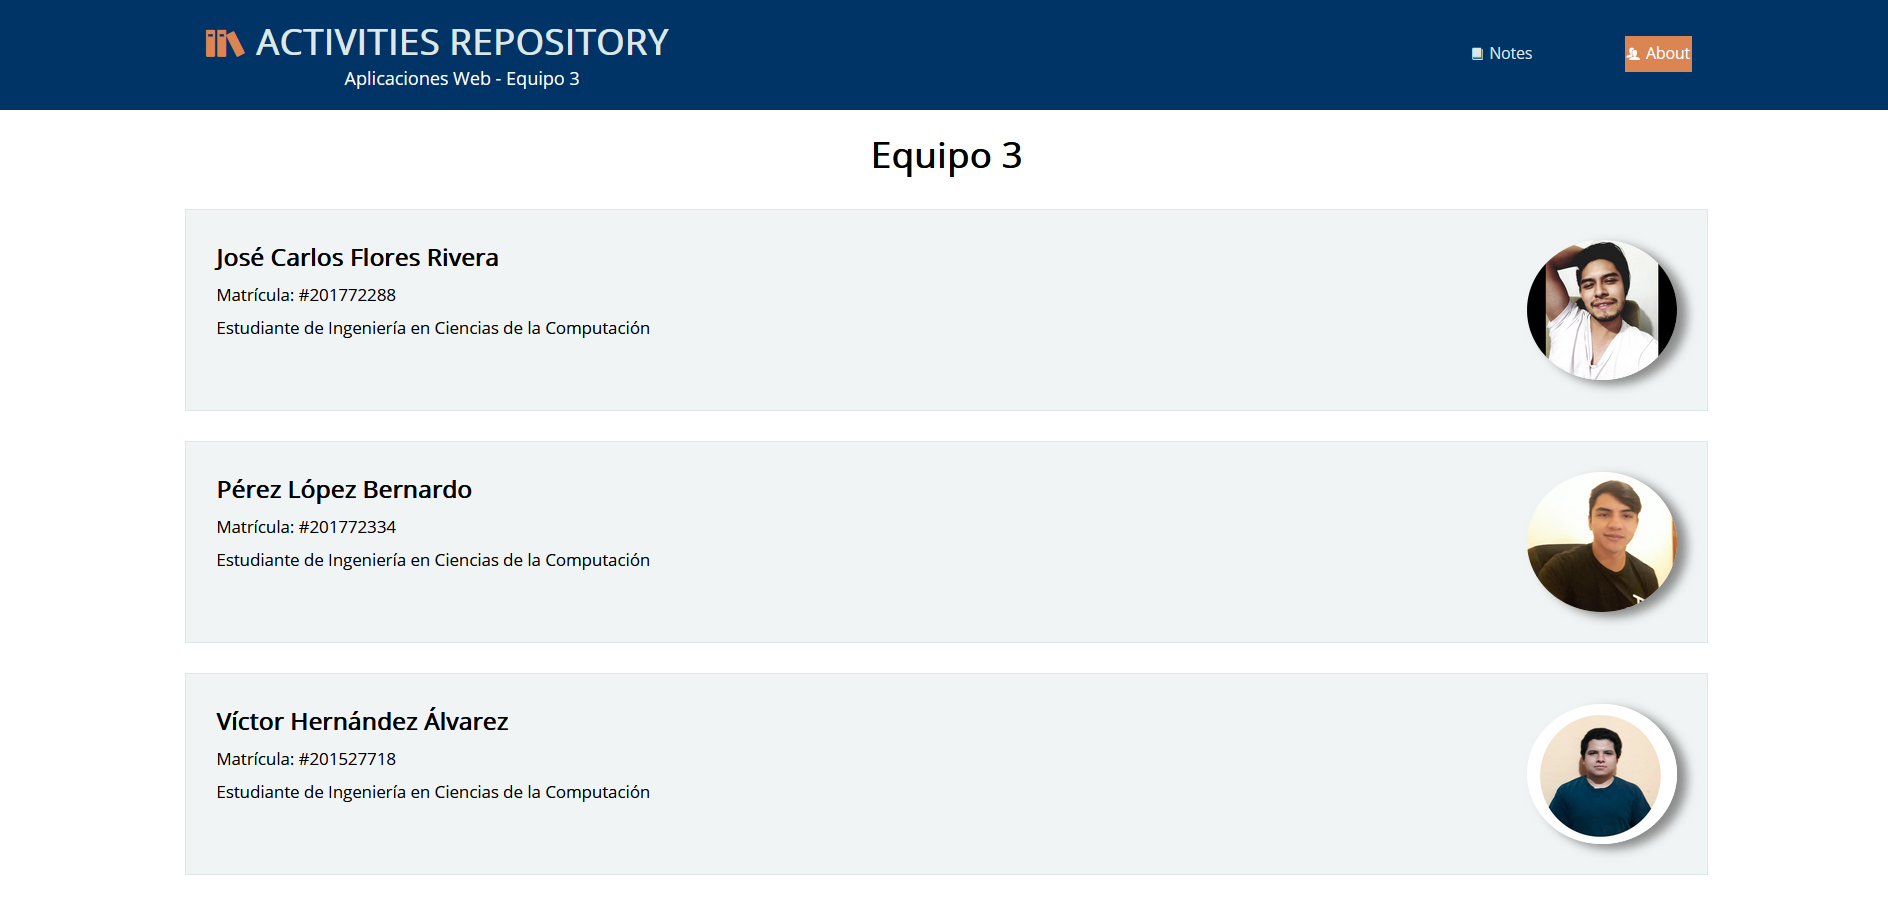 ACTIVITIES REPOSITORY
Aplicaciones Web - Equipo 3
Notes
About
Equipo 3
José Carlos Flores Rivera
Matrícula: #201772288
Estudiante de Ingeniería en Ciencias de la Computación
Pérez López Bernardo
Matrícula: #201772334
Estudiante de Ingeniería en Ciencias de la Computación
Víctor Hernández Álvarez
Matrícula: #201527718
Estudiante de Ingeniería en Ciencias de la Computación